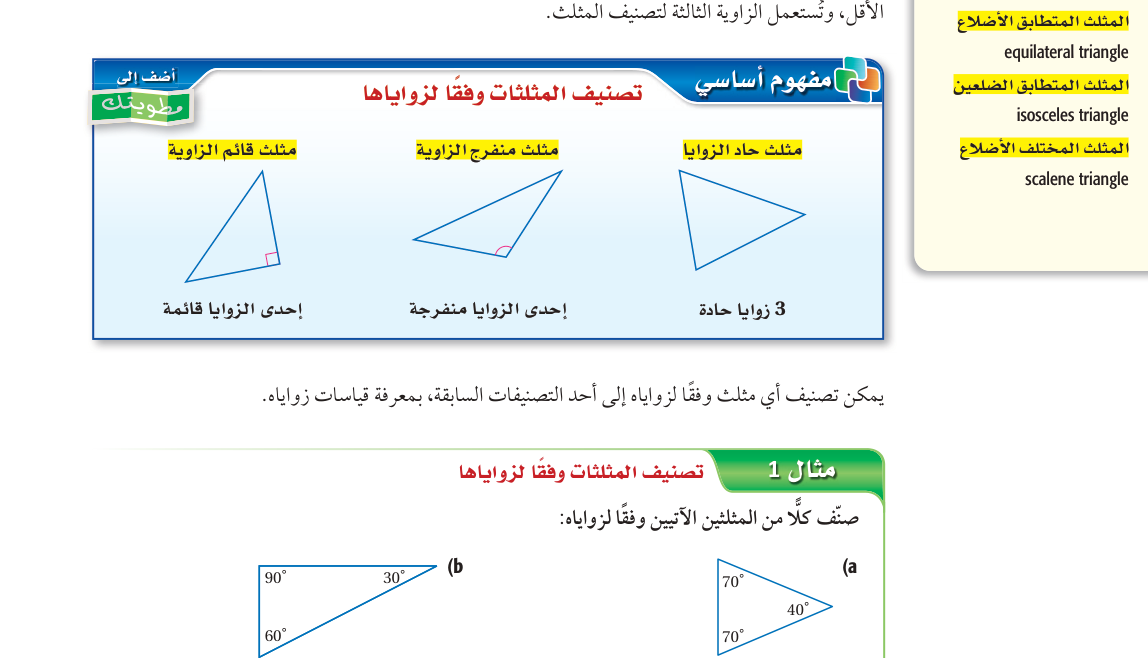 الأقل، وتُستعمل الزاوية الثالثة لتصنيف المثلث.
المثلث المتطابق الأضلاع
equilateral triangle
المثلث المتطابق الضلعين
isosceles triangle
المثلث المختلف الأضلاع
scalene triangle
مفهوم أساسي
تصنيف المثلثات وفقًا لزواياها
أضف إلى
مطويتك
مثلث حاد الزوايا
مثلث منفرج الزاوية
مثلث قائم الزاوية
3 زوايا حادة
إحدى الزوايا منفرجة
إحدى الزوايا قائمة
يمكن تصنيف أي مثلث وفقًا لزواياه إلى أحد التصنيفات السابقة، بمعرفة قياسات زواياه.
مثال 1
تصنيف المثلثات وفقًا لزواياها
صنّف كلًّا من المثلثين الآتيين وفقًا لزواياه:
(a
70°
40°
70°
(b
90°
30°
60°